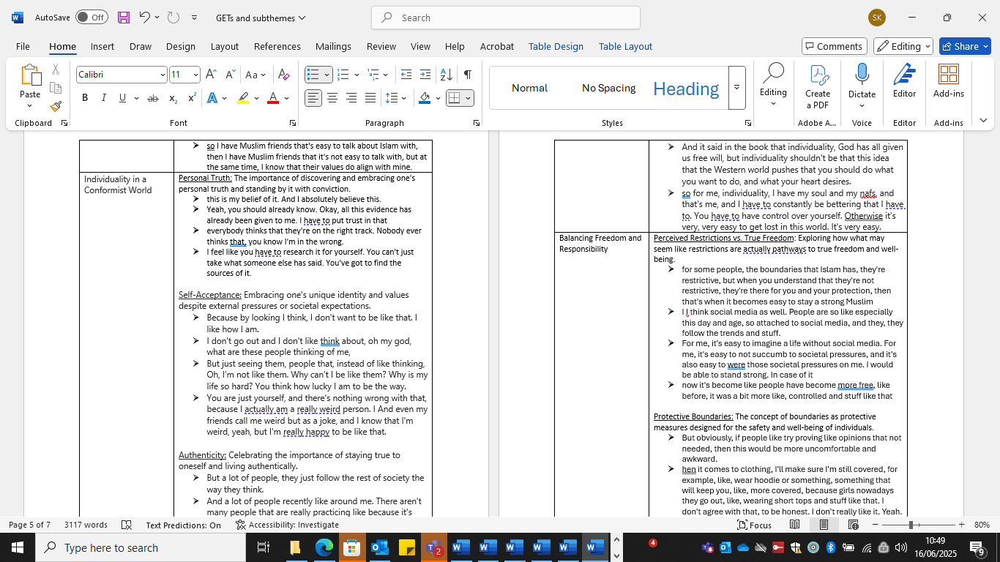 AutoSave Off GETs and subthemes Search SK
File Home Insert Draw Design Layout References Mailings Review View Help Acrobat Table Design Table Layout Comments Editing Share
Calibri 11 Aa
Paste
B I U ab x₂ x² A A
Normal No Spacing Heading
Editing
Create a PDF
Dictate
Editor
Add-ins
Clipboard Font Paragraph Styles Adobe A... Voice Editor Add-ins
so I have Muslim friends that's easy to talk about Islam with,
then I have Muslim friends that it's not easy to talk with, but at
the same time, I know that their values do align with mine.
Individuality in a
Conformist World
Personal Truth: The importance of discovering and embracing one's
personal truth and standing by it with conviction.
this is my belief of it. And I absolutely believe this.
Yeah, you should already know. Okay, all this evidence has
already been given to me. I have to put trust in that
everybody thinks that they're on the right track. Nobody ever
thinks that, you know I'm in the wrong.
I feel like you have to research it for yourself. You can't just
take what someone else has said. You've got to find the
sources of it.
Self-Acceptance: Embracing one's unique identity and values
despite external pressures or societal expectations.
Because by looking I think, I don't want to be like that. I
like how I am.
I don't go out and I don't like think about, oh my god,
what are these people thinking of me,
But just seeing them, people that, instead of like thinking,
Oh, I'm not like them. Why can't I be like them? Why is my
life so hard? You think how lucky I am to be the way.
You are just yourself, and there's nothing wrong with that,
because I actually am a really weird person. I And even my
friends call me weird but as a joke, and I know that I'm
weird, yeah, but I'm really happy to be like that.
Authenticity: Celebrating the importance of staying true to
oneself and living authentically.
But a lot of people, they just follow the rest of society the
way they think.
And a lot of people recently like around me. There aren't
many people that are really practicing like because it's
And it said in the book that individuality, God has all given
us free will, but individuality shouldn't be that this idea
that the Western world pushes that you should do what
you want to do, and what your heart desires.
so for me, individuality, I have my soul and my nafs, and
that's me, and I have to constantly be bettering that I have
to. You have to have control over yourself. Otherwise it's
very, very easy to get lost in this world. It's very easy.
Balancing Freedom and
Responsibility
Perceived Restrictions vs. True Freedom: Exploring how what may
seem like restrictions are actually pathways to true freedom and well-
being.
for some people, the boundaries that Islam has, they're
restrictive, but when you understand that they're not
restrictive, they're there for you and your protection, then
that's when it becomes easy to stay a strong Muslim
I I think social media as well. People are so like especially
this day and age, so attached to social media, and they, they
follow the trends and stuff.
For me, it's easy to imagine a life without social media. For
me, it's easy to not succumb to societal pressures, and it's
also easy to were those societal pressures on me. I would
be able to stand strong. In case of it
now it's become like people have become more free, like
before, it was a bit more like, controlled and stuff like that
Protective Boundaries: The concept of boundaries as protective
measures designed for the safety and well-being of individuals.
But obviously, if people like try proving like opinions that not
needed, then this would be more uncomfortable and
awkward.
hen it comes to clothing, I'll make sure I'm still covered, for
example, like, wear hoodie or something, something that
will keep you, like, more covered, because girls nowadays
they go out, like, wearing short tops and stuff like that. I
don't agree with that, to be honest. I don't really like it. Yeah.
Page 5 of 7 3117 words Text Predictions: On Accessibility: Investigate Focus 80%
Type here to search 2 4 10:49
16/06/2025 9